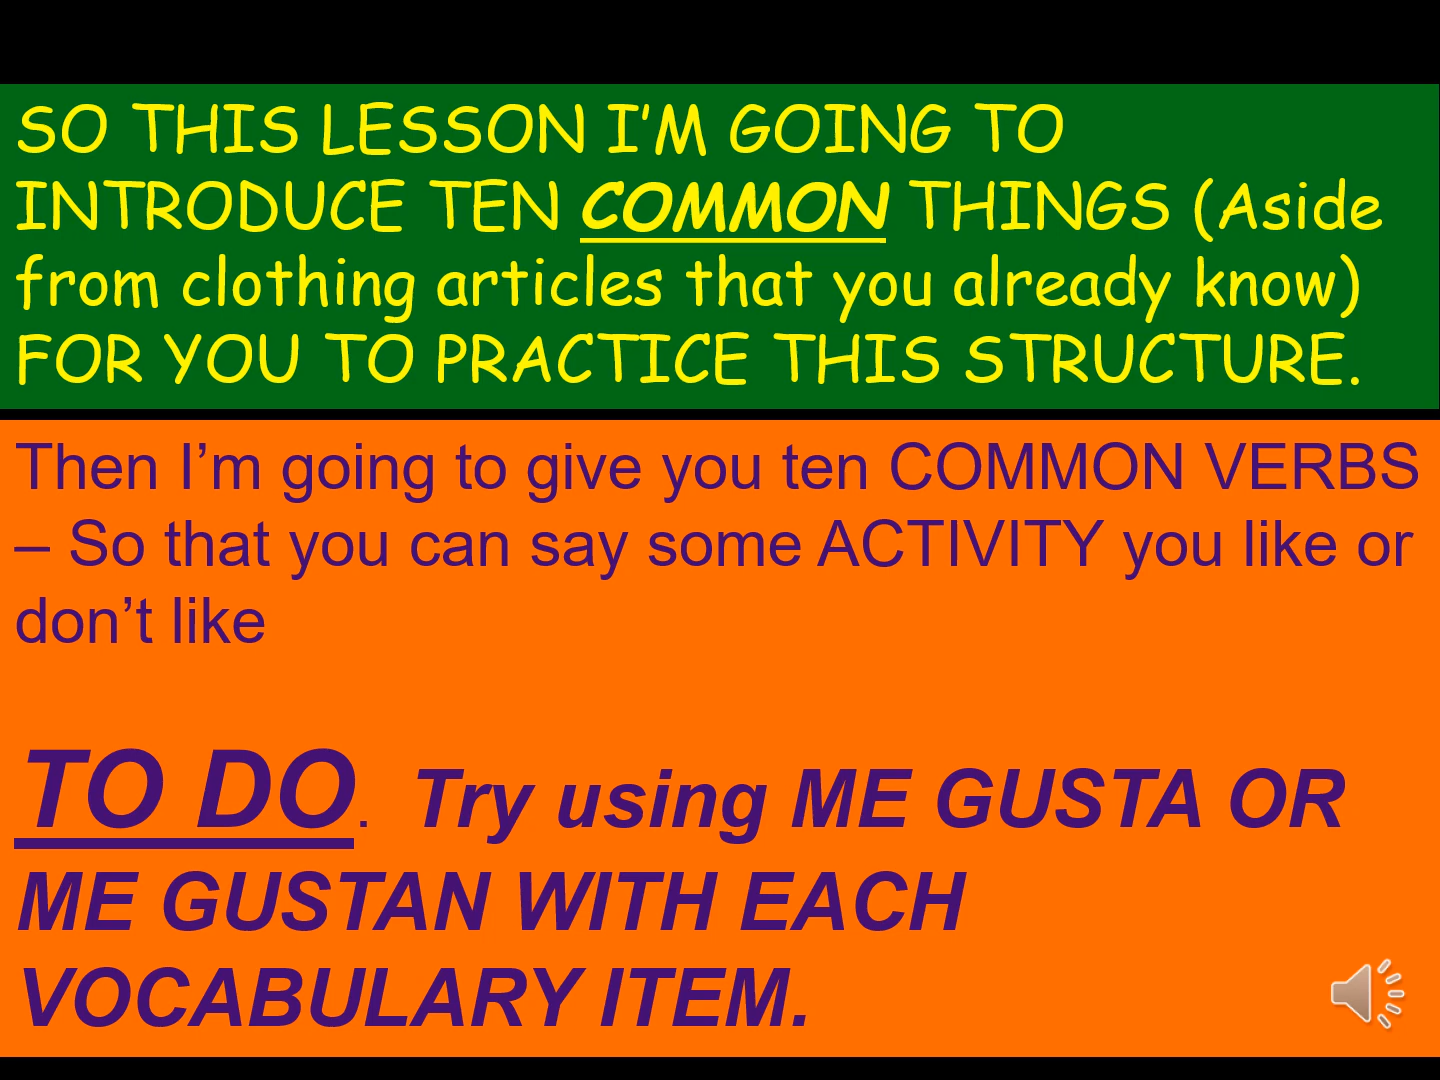 SO THIS LESSON I’M GOING TO
INTRODUCE TEN COMMON THINGS (Aside
from clothing articles that you already know)
FOR YOU TO PRACTICE THIS STRUCTURE.
Then I’m going to give you ten COMMON VERBS
– So that you can say some ACTIVITY you like or
don’t like
TO DO. Try using ME GUSTA OR
ME GUSTAN WITH EACH
VOCABULARY ITEM.